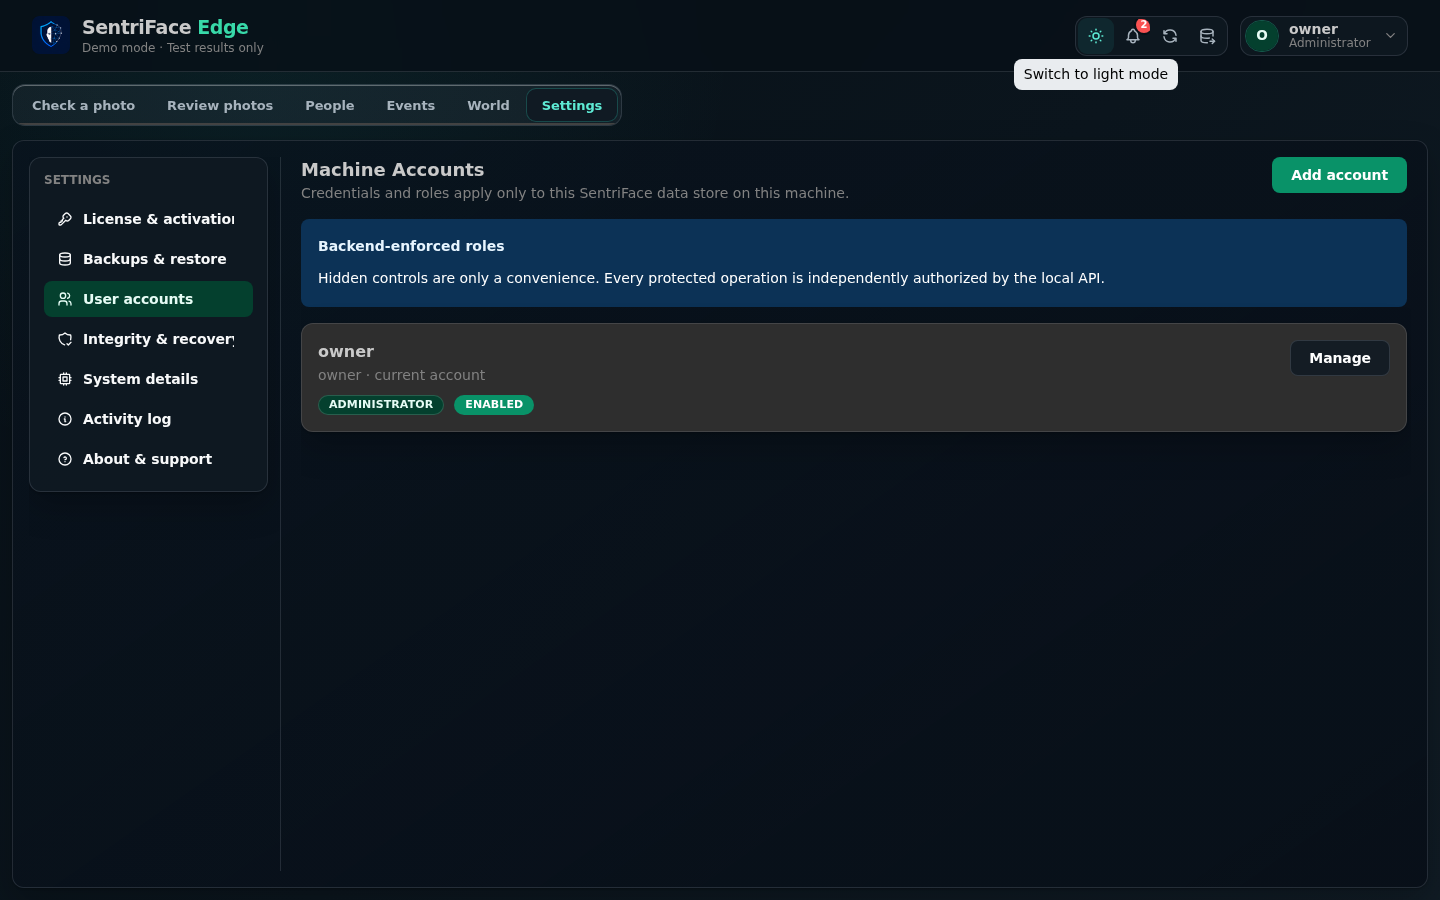 SentriFace Edge
Demo mode · Test results only
2
O
owner
Administrator
Switch to light mode
Check a photo
Review photos
People
Events
World
Settings
SETTINGS
License & activation
Backups & restore
User accounts
Integrity & recovery
System details
Activity log
About & support
Machine Accounts
Credentials and roles apply only to this SentriFace data store on this machine.
Add account
Backend-enforced roles
Hidden controls are only a convenience. Every protected operation is independently authorized by the local API.
owner
owner · current account
ADMINISTRATOR
ENABLED
Manage